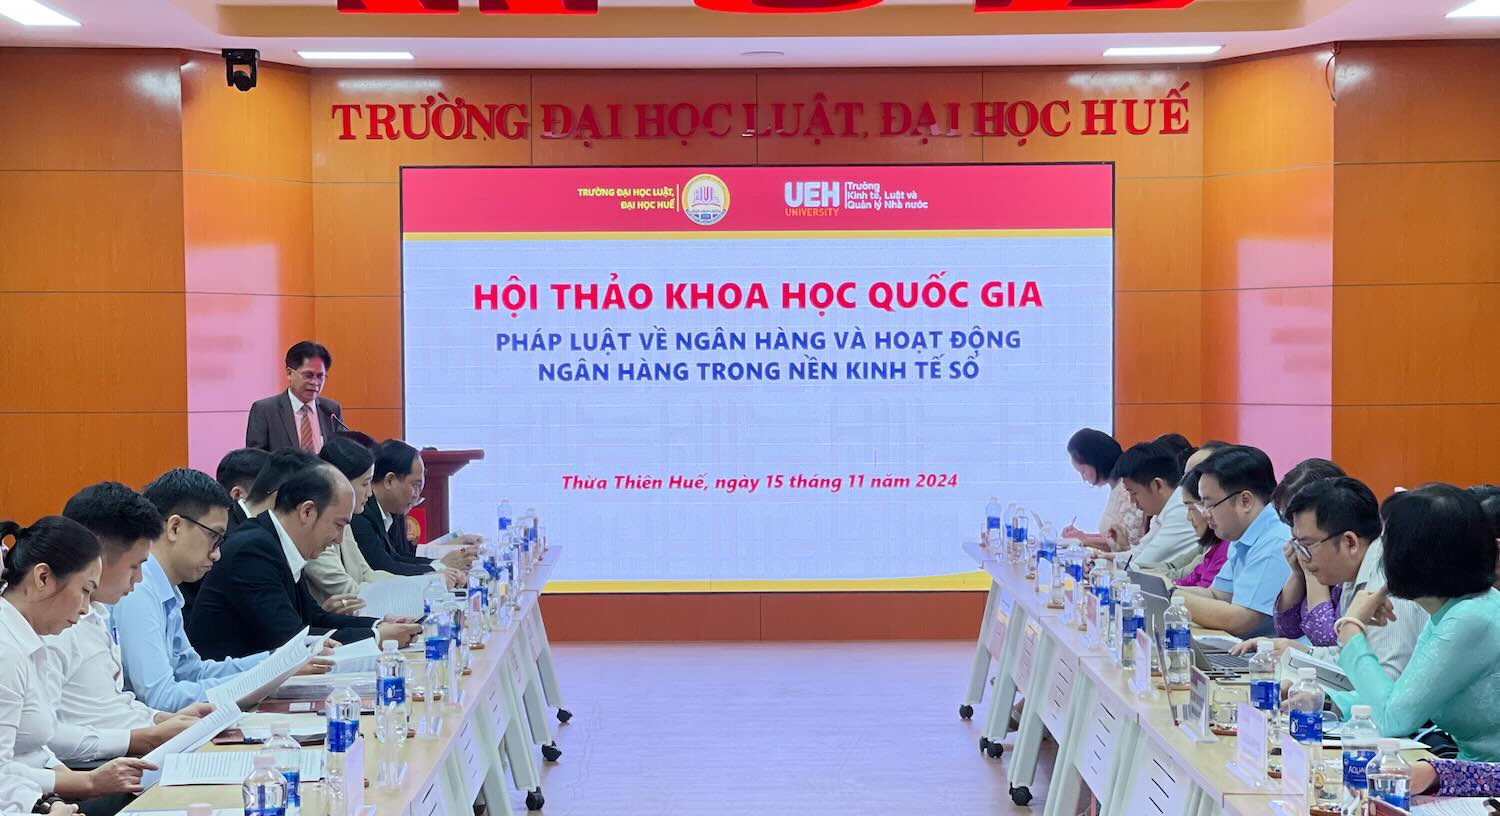 TRƯỜNG ĐẠI HỌC LUẬT, ĐẠI HỌC HUẾ
TRƯỜNG ĐẠI HỌC LUẬT,
ĐẠI HỌC HUẾ
UEH
UNIVERSITY
Trường
Kinh tế, Luật và
Quản lý Nhà nước
HỘI THẢO KHOA HỌC QUỐC GIA
PHÁP LUẬT VỀ NGÂN HÀNG VÀ HOẠT ĐỘNG
NGÂN HÀNG TRONG NỀN KINH TẾ SỐ
Thừa Thiên Huế, ngày 15 tháng 11 năm 2024